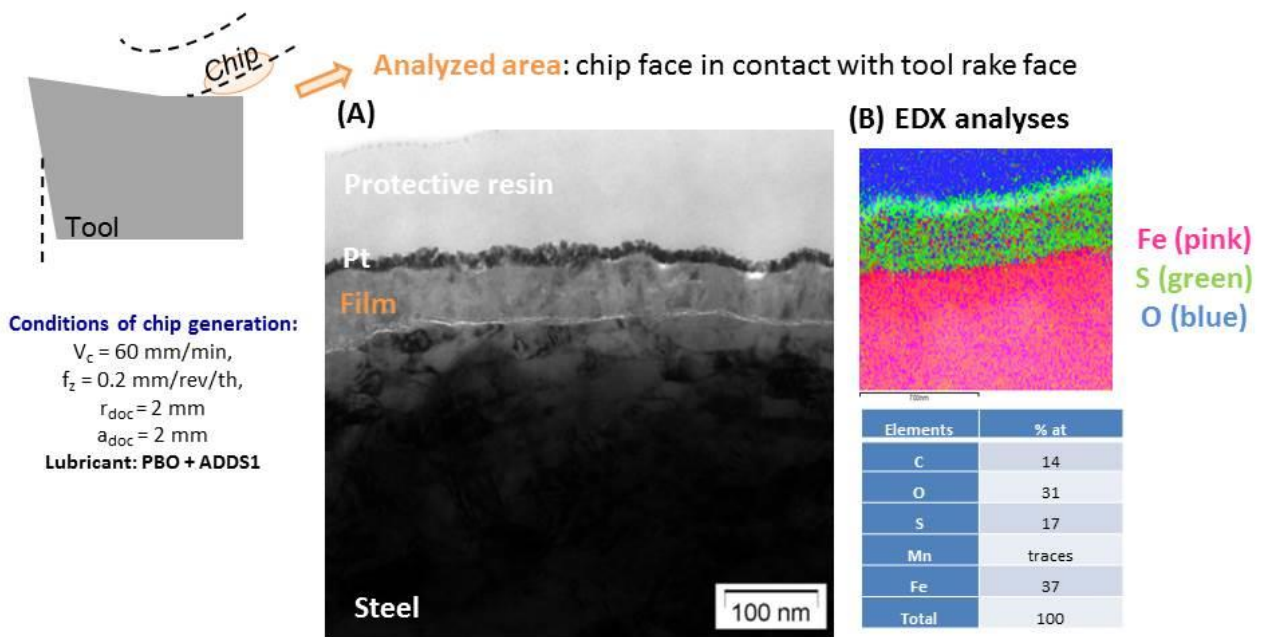 Chip
Tool
Analyzed area: chip face in contact with tool rake face
Conditions of chip generation:
Vc = 60 mm/min,
fz = 0.2 mm/rev/th,
rdoc = 2 mm
adoc = 2 mm
Lubricant: PBO + ADDS1
(A)
Protective resin
Pt
Film
Steel
100 nm
(B) EDX analyses
700nm
Fe (pink)
S (green)
O (blue)
Elements % at
C 14
O 31
S 17
Mn traces
Fe 37
Total 100